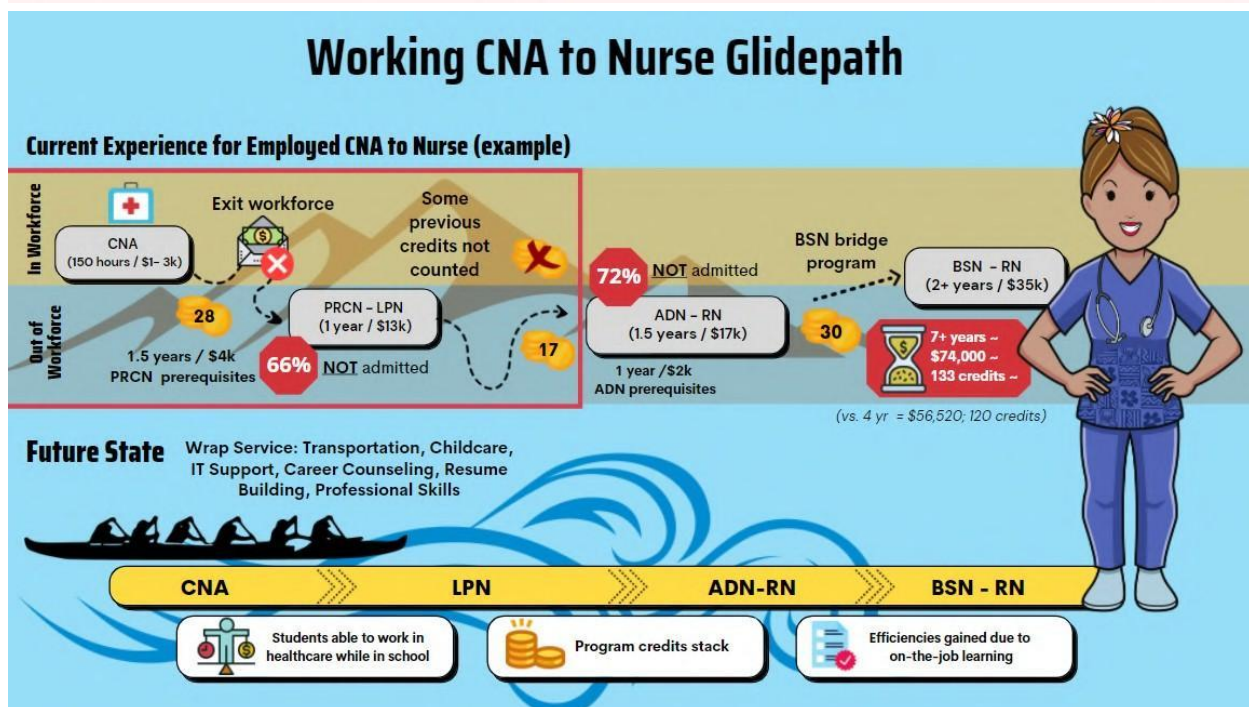 Working CNA to Nurse Glidepath
Current Experience for Employed CNA to Nurse (example)
In Workforce
CNA
(150 hours / $1- 3k)
Exit workforce
$
Some
previous
credits not
counted
72% NOT admitted
BSN bridge
program
BSN - RN
(2+ years / $35k)
Out of
Workforce
28
1.5 years / $4k
PRCN prerequisites
PRCN - LPN
(1 year / $13k)
66% NOT admitted
17
ADN - RN
(1.5 years / $17k)
1 year /$2k
ADN prerequisites
30
$
7+ years ~
$74,000 ~
133 credits ~
(vs. 4 yr = $56,520; 120 credits)
Future State
Wrap Service: Transportation, Childcare,
IT Support, Career Counseling, Resume
Building, Professional Skills
CNA
LPN
ADN-RN
BSN - RN
$
Students able to work in
healthcare while in school
Program credits stack
Efficiencies gained due to
on-the-job learning